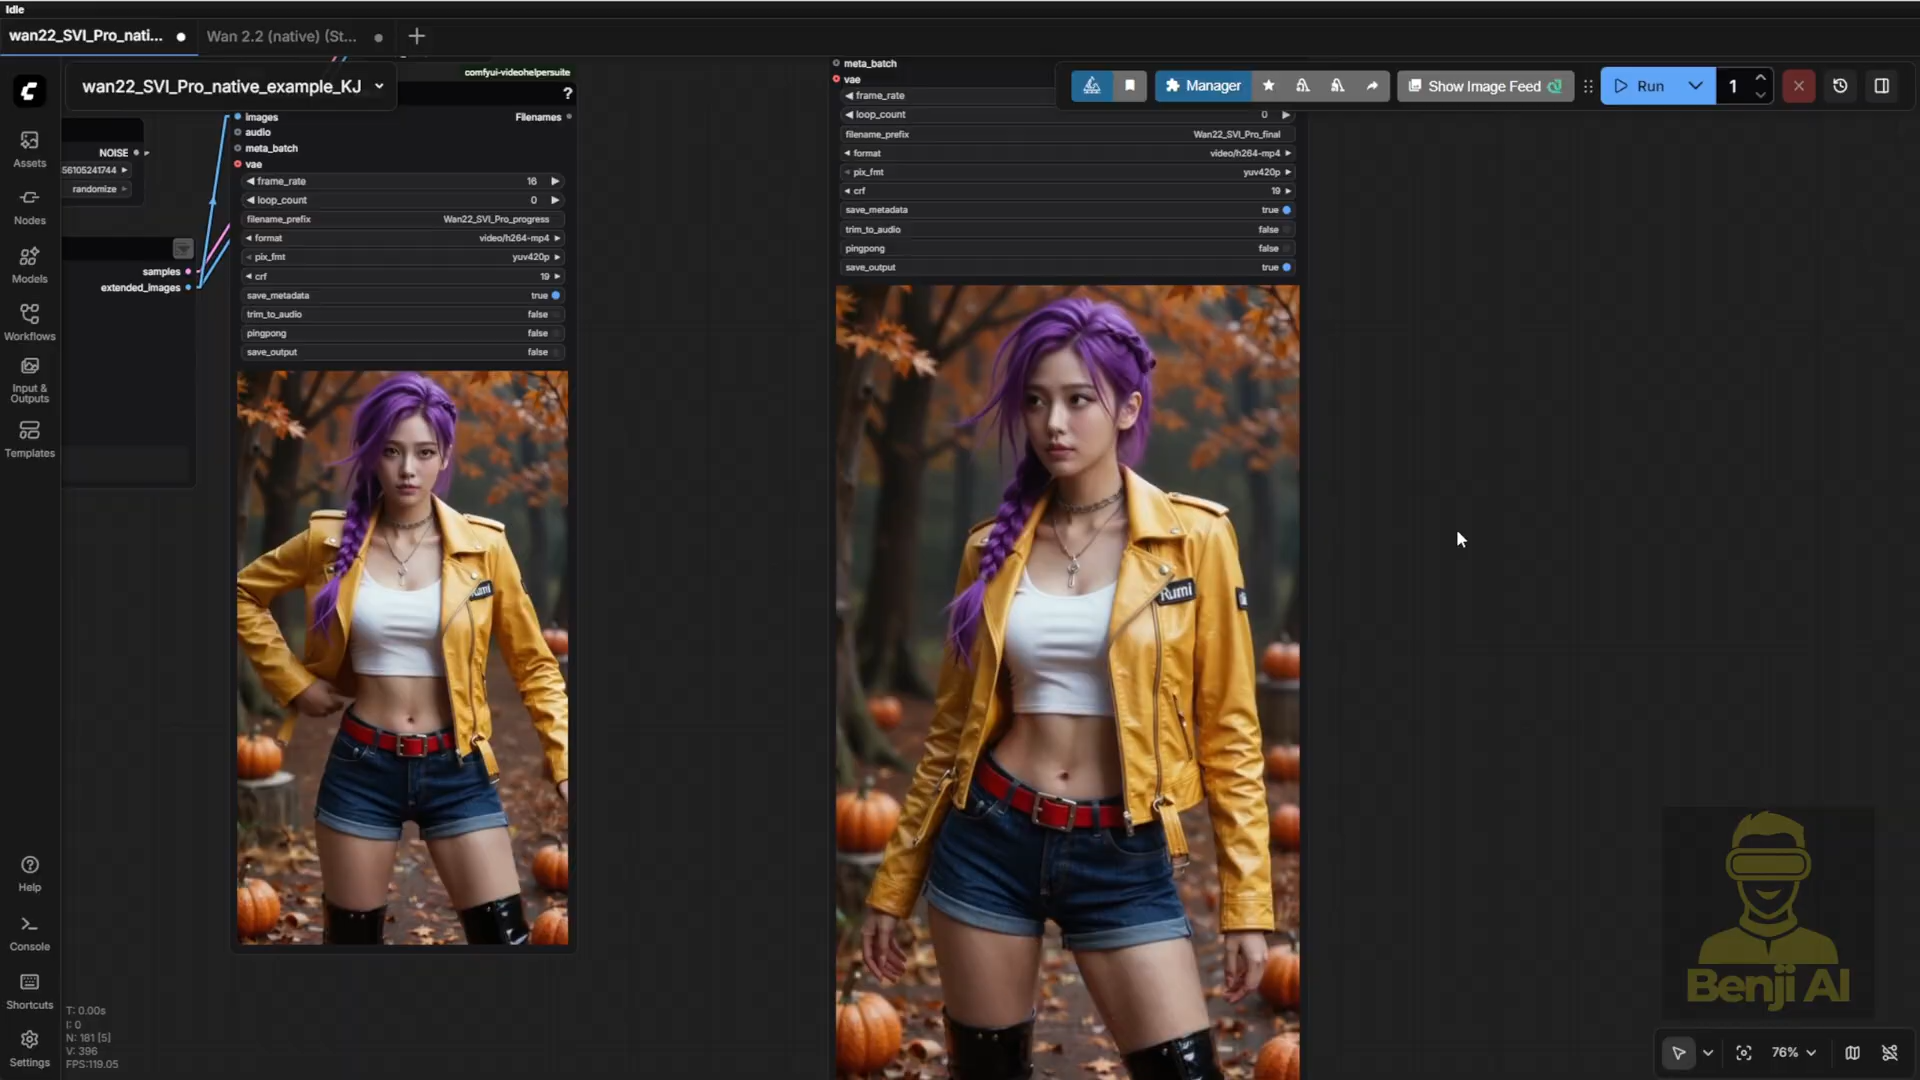 Idle
wan22_SVI_Pro_nati...
Wan 2.2 (native) (St...
wan22_SVI_Pro_native_example_KJ
Manager
Show Image Feed
Run
1
Assets
Nodes
Models
Workflows
Input &
Outputs
Templates
Help
Console
Shortcuts
Settings
NOISE
56105241744
randomize
samples
extended_images
comfyui-videohelpersuite
?
images
Filenames
audio
meta_batch
vae
frame_rate 16
loop_count 0
filename_prefix Wan22_SVI_Pro_progress
format video/h264-mp4
pix_fmt yuv420p
crf 19
save_metadata true
trim_to_audio false
pingpong false
save_output false
Rumi
meta_batch
vae
frame_rate
loop_count 0
filename_prefix Wan22_SVI_Pro_final
format video/h264-mp4
pix_fmt yuv420p
crf 19
save_metadata true
trim_to_audio false
pingpong false
save_output true
Rumi
T: 0.00s
I: 0
N: 181 [5]
V: 396
FPS:119.05
Benji AI
76%